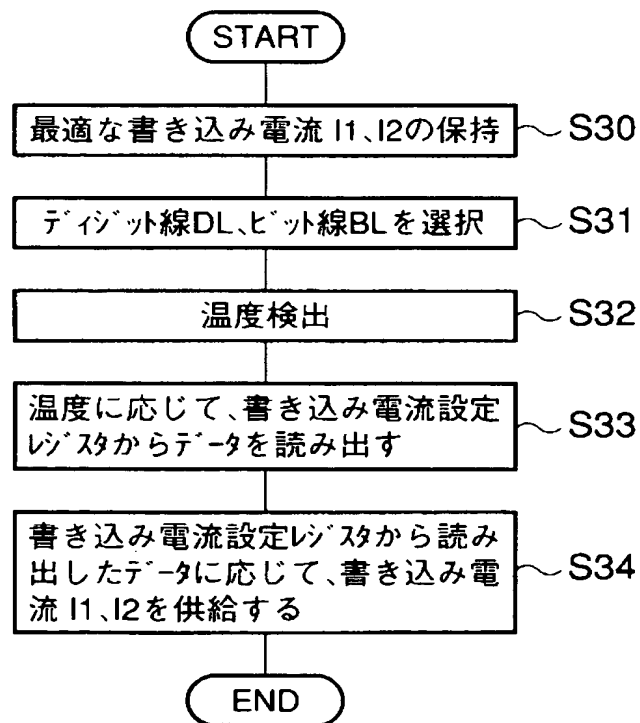 START
最適な書き込み電流 I1、I2の保持
S30
ディジット線DL、ビット線BLを選択
S31
温度検出
S32
温度に応じて、書き込み電流設定
レジスタからデータを読み出す
S33
書き込み電流設定レジスタから読み
出したデータに応じて、書き込み電
流 I1、I2を供給する
S34
END